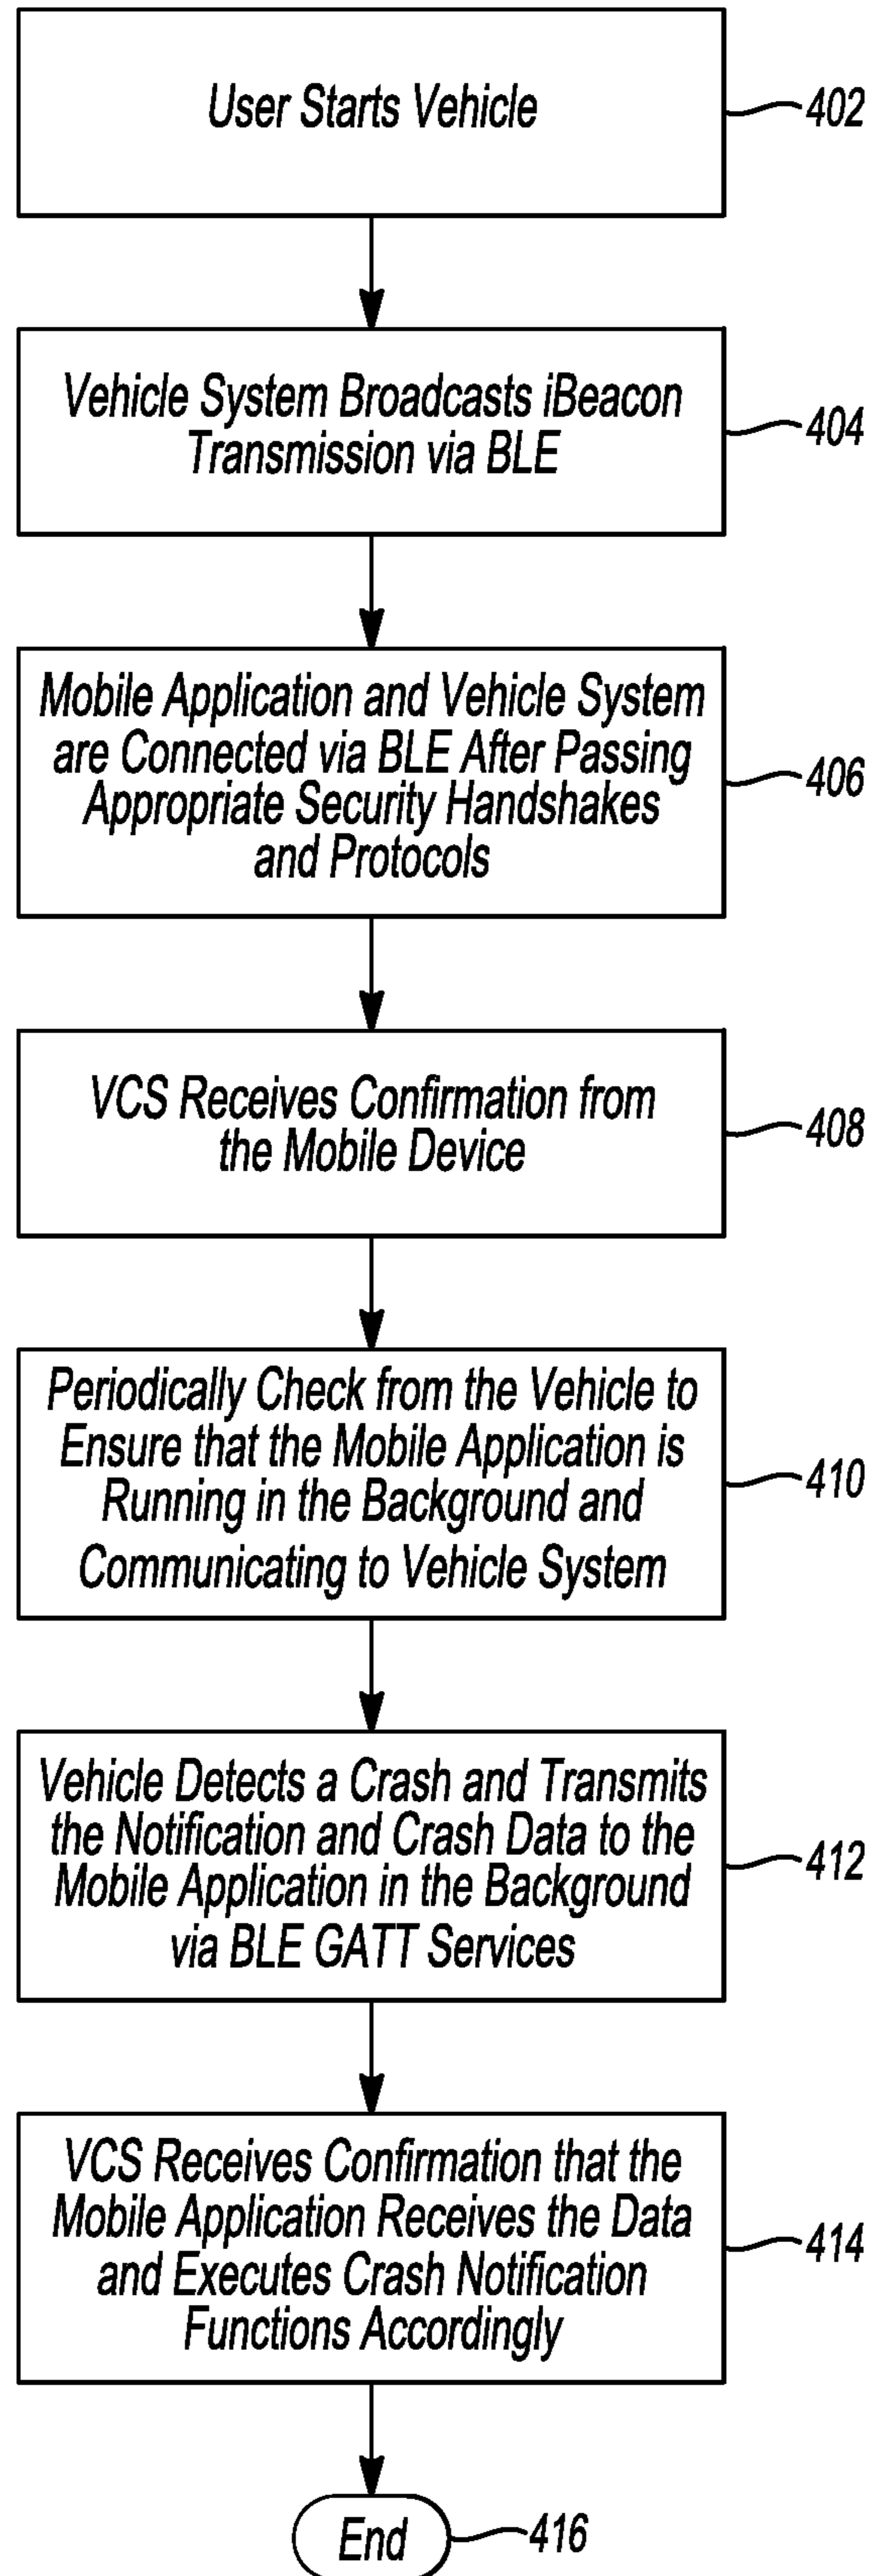 User Starts Vehicle
402
Vehicle System Broadcasts iBeacon
Transmission via BLE
404
Mobile Application and Vehicle System
are Connected via BLE After Passing
Appropriate Security Handshakes
and Protocols
406
VCS Receives Confirmation from
the Mobile Device
408
Periodically Check from the Vehicle to
Ensure that the Mobile Application is
Running in the Background and
Communicating to Vehicle System
410
Vehicle Detects a Crash and Transmits
the Notification and Crash Data to the
Mobile Application in the Background
via BLE GATT Services
412
VCS Receives Confirmation that the
Mobile Application Receives the Data
and Executes Crash Notification
Functions Accordingly
414
End
416